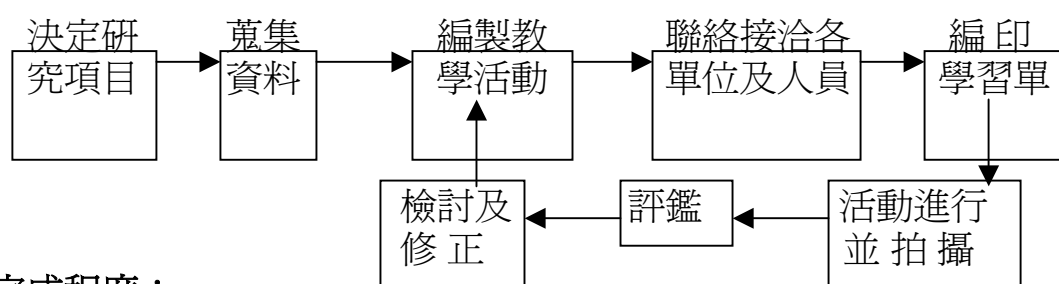 決定研
究項目
蒐集
資料
編製教
學活動
聯絡接洽各
單位及人員
編 印
學習單
活動進行
並 拍 攝
評鑑
檢討及
修 正